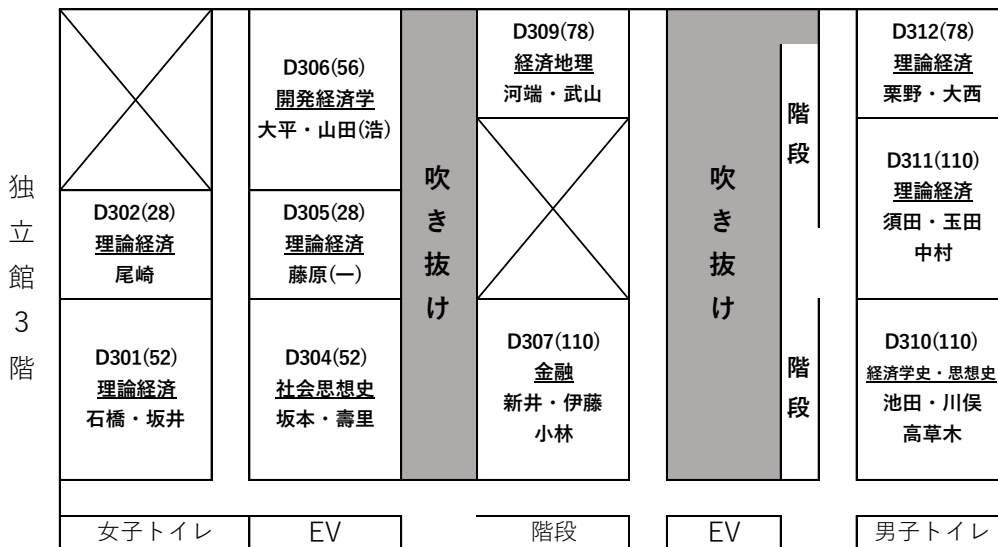 独立館3階
D302(28)
理論経済
尾崎
D301(52)
理論経済
石橋・坂井
D306(56)
開発経済学
大平・山田(浩)
D305(28)
理論経済
藤原(一)
D304(52)
社会思想史
坂本・壽里
吹き抜け
D309(78)
経済地理
河端・武山
D307(110)
金融
新井・伊藤
小林
吹き抜け
階段
階段
D312(78)
理論経済
栗野・大西
D311(110)
理論経済
須田・玉田
中村
D310(110)
経済学史・思想史
池田・川俣
高草木
女子トイレ
EV
階段
EV
男子トイレ